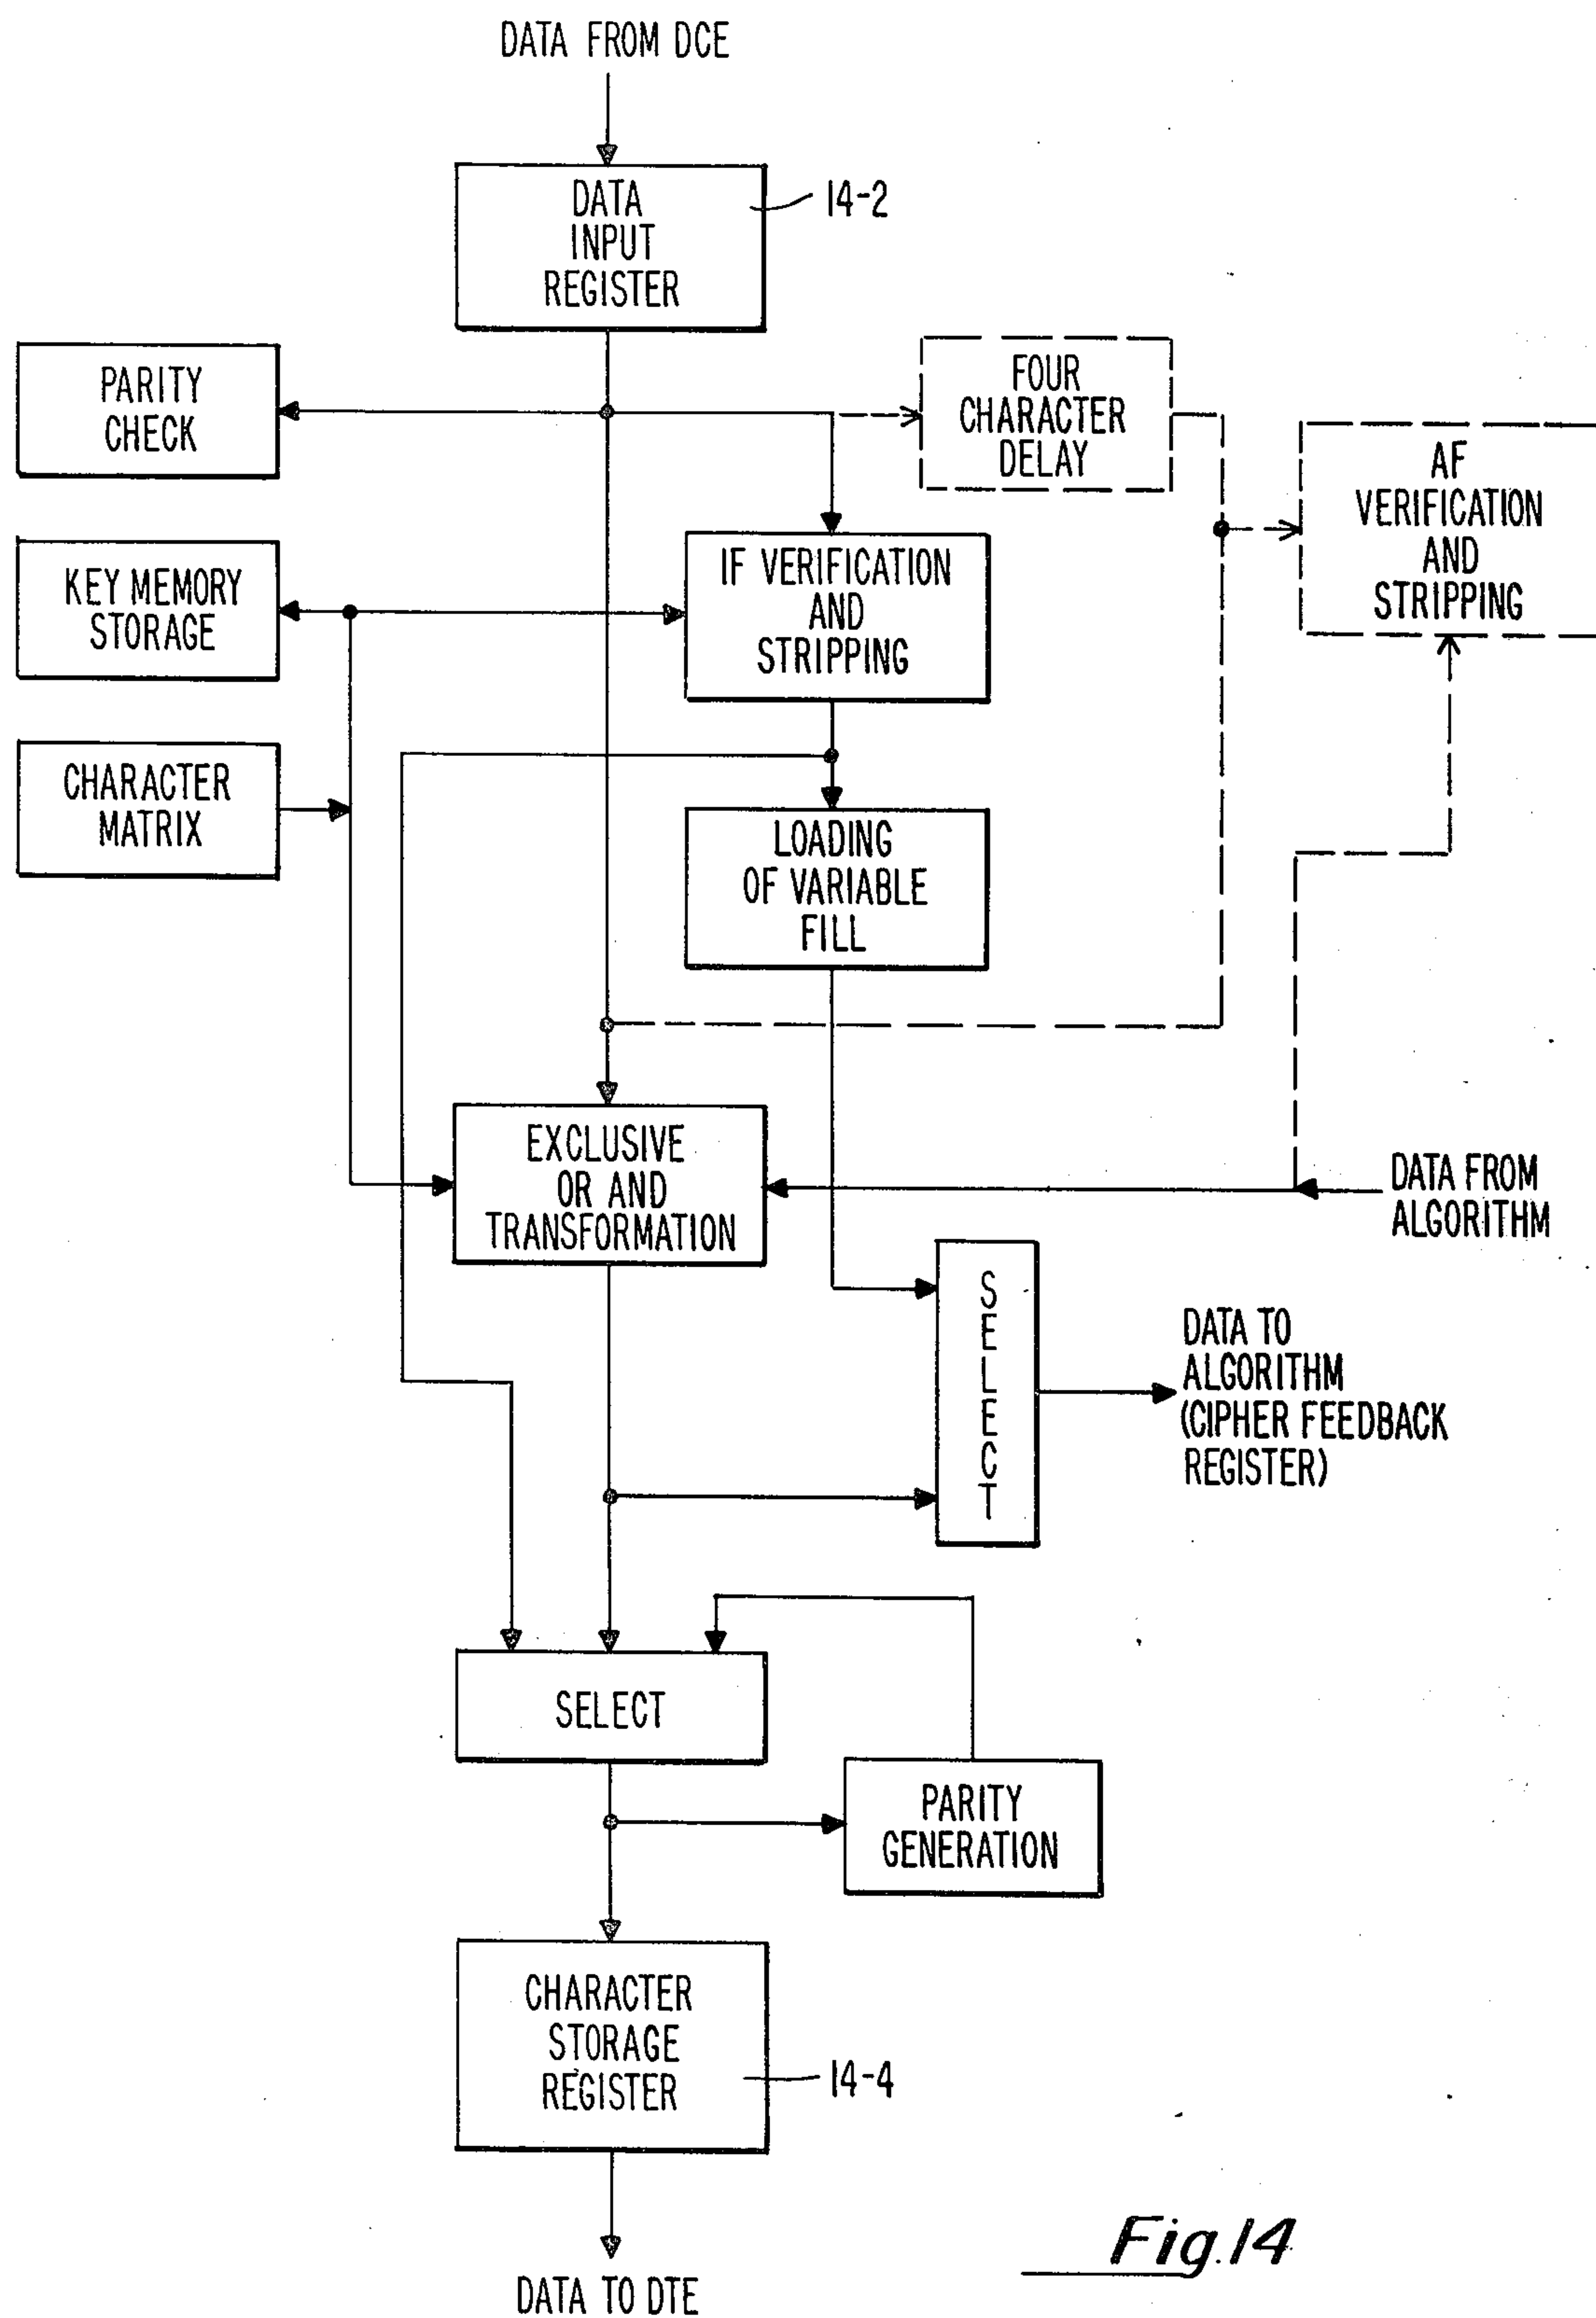 DATA FROM DCE
DATA
INPUT
REGISTER
14-2
PARITY
CHECK
FOUR
CHARACTER
DELAY
AF
VERIFICATION
AND
STRIPPING
KEY MEMORY
STORAGE
IF VERIFICATION
AND
STRIPPING
CHARACTER
MATRIX
LOADING
OF VARIABLE
FILL
EXCLUSIVE
OR AND
TRANSFORMATION
DATA FROM
ALGORITHM
SELECT
DATA TO
ALGORITHM
(CIPHER FEEDBACK
REGISTER)
SELECT
PARITY
GENERATION
CHARACTER
STORAGE
REGISTER
14-4
DATA TO DTE
Fig.14